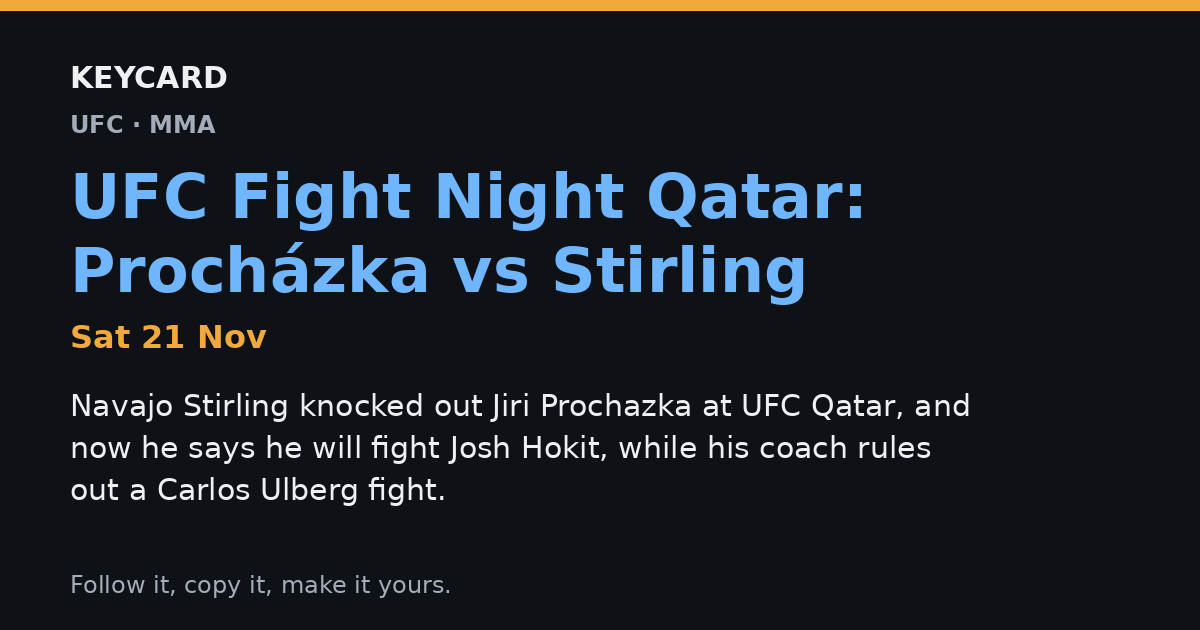 KEYCARD
UFC · MMA
UFC Fight Night Qatar:
Procházka vs Stirling
Sat 21 Nov
Navajo Stirling knocked out Jiri Prochazka at UFC Qatar, and
now he says he will fight Josh Hokit, while his coach rules
out a Carlos Ulberg fight.
Follow it, copy it, make it yours.